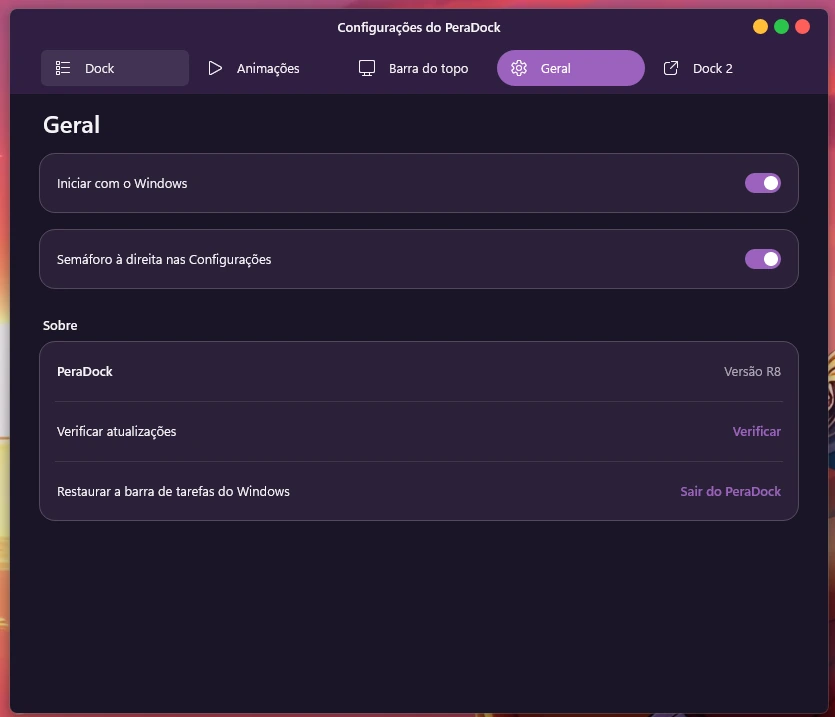 Configurações do PeraDock
Dock Animações Barra do topo Geral Dock 2
Geral
Iniciar com o Windows
Semáforo à direita nas Configurações
Sobre
PeraDock Versão R8
Verificar atualizações Verificar
Restaurar a barra de tarefas do Windows Sair do PeraDock